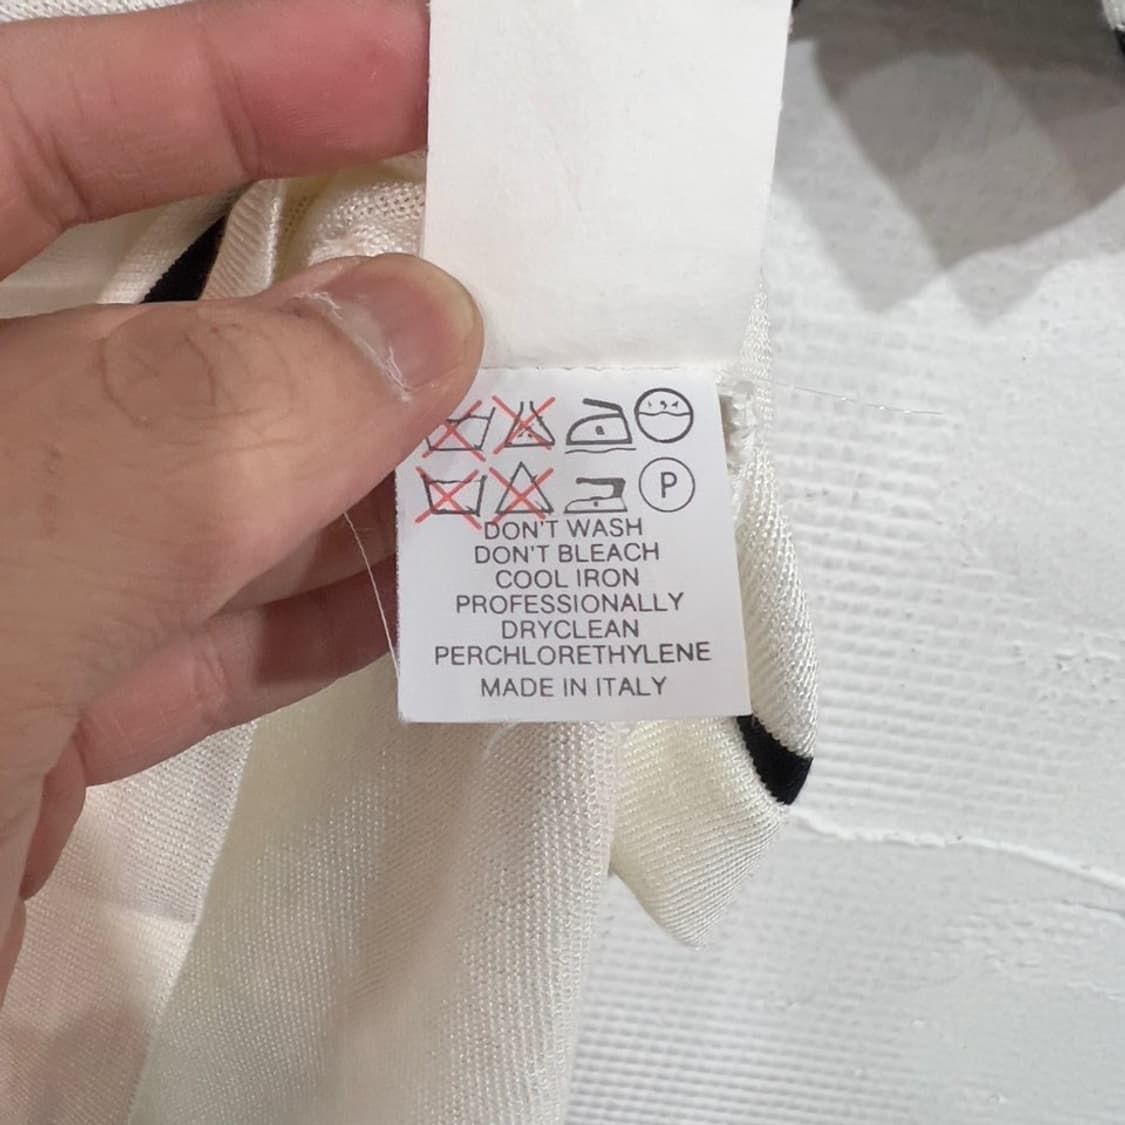 P
DON'T WASH
DON'T BLEACH
COOL IRON
PROFESSIONALLY
DRYCLEAN
PERCHLORETHYLENE
MADE IN ITALY